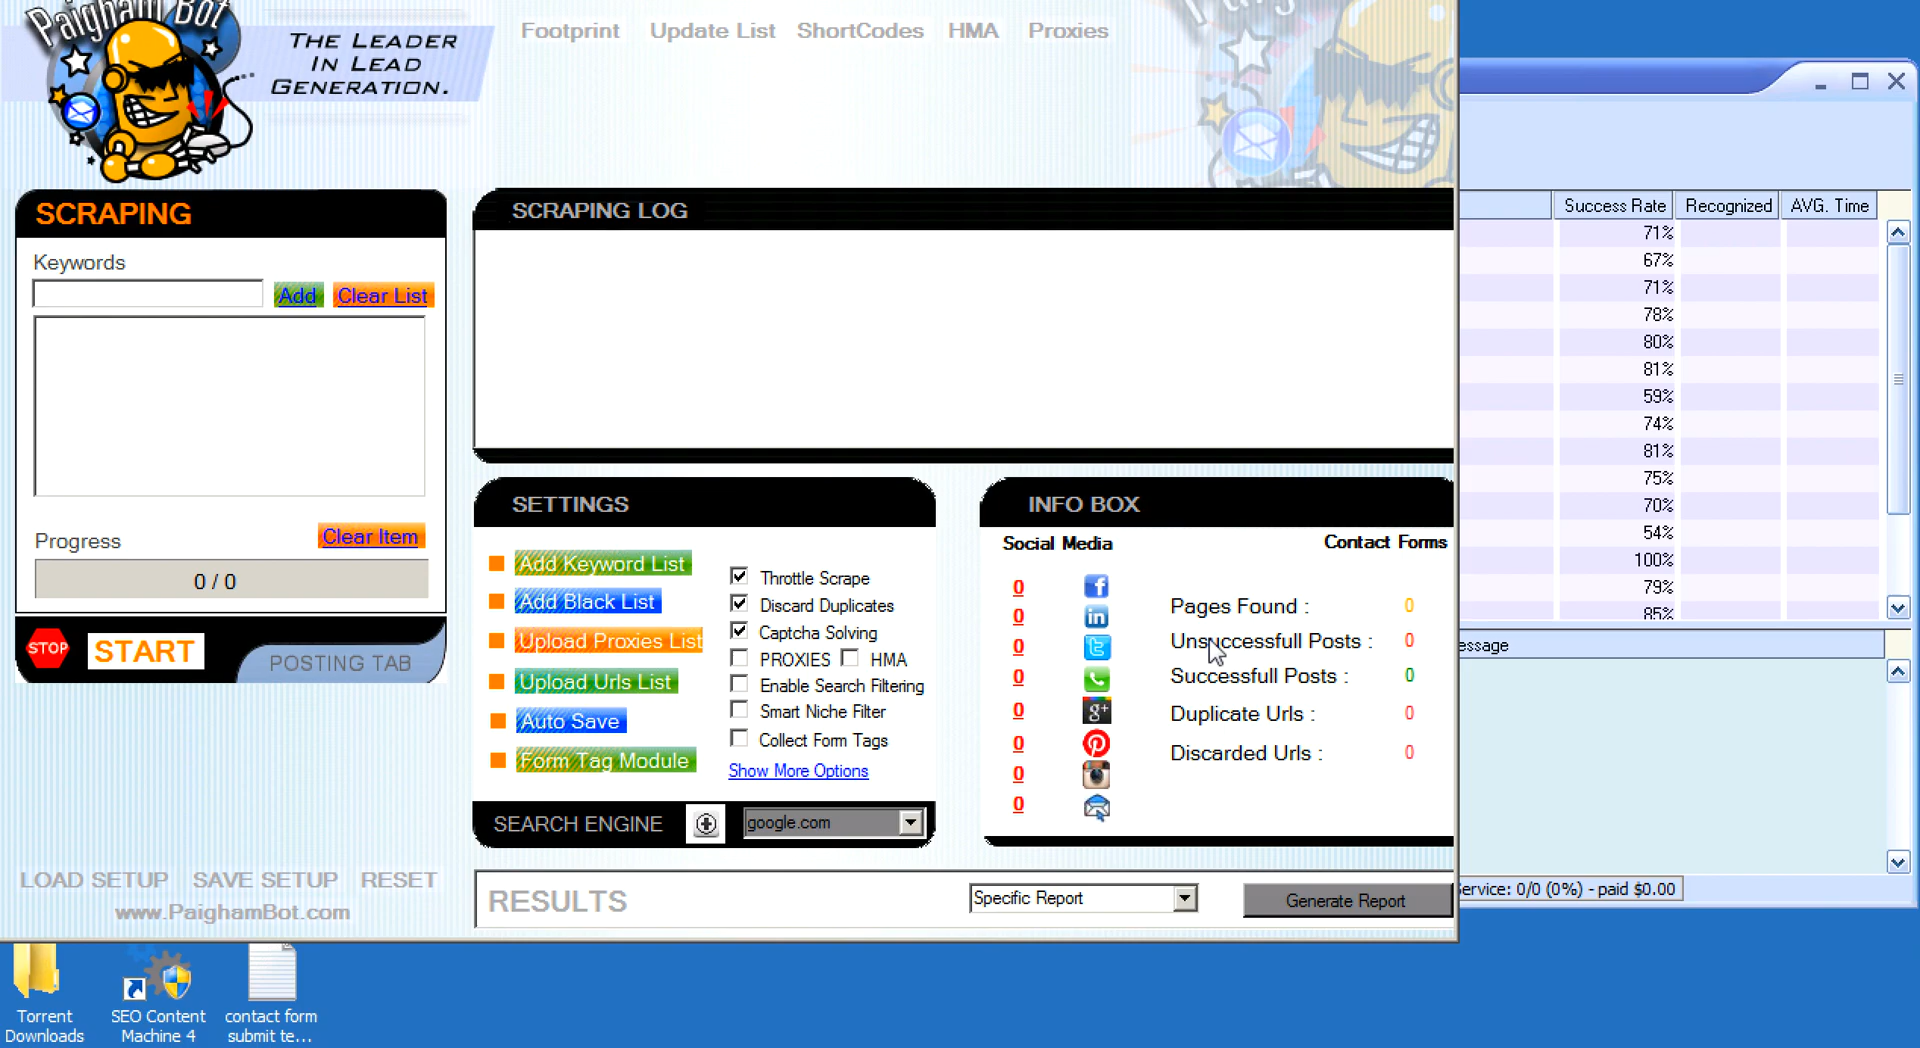 Paigham Bot
THE LEADER
IN LEAD
GENERATION.
Footprint
Update List
ShortCodes
HMA
Proxies
SCRAPING
Keywords
Add
Clear List
Progress
Clear Item
0 / 0
STOP
START
POSTING TAB
SCRAPING LOG
SETTINGS
Add Keyword List
Add Black List
Upload Proxies List
Upload Urls List
Auto Save
Form Tag Module
Throttle Scrape
Discard Duplicates
Captcha Solving
PROXIES
HMA
Enable Search Filtering
Smart Niche Filter
Collect Form Tags
Show More Options
SEARCH ENGINE
google.com
INFO BOX
Social Media
Contact Forms
0
0
0
0
0
0
0
0
Pages Found : 0
Unsuccessfull Posts : 0
Successfull Posts : 0
Duplicate Urls : 0
Discarded Urls : 0
LOAD SETUP
SAVE SETUP
RESET
www.PaighamBot.com
RESULTS
Specific Report
Generate Report
Success Rate
Recognized
AVG. Time
71%
67%
71%
78%
80%
81%
59%
74%
81%
75%
70%
54%
100%
79%
85%
essage
ervice: 0/0 (0%) - paid $0.00
Torrent
Downloads
SEO Content
Machine 4
contact form
submit te...